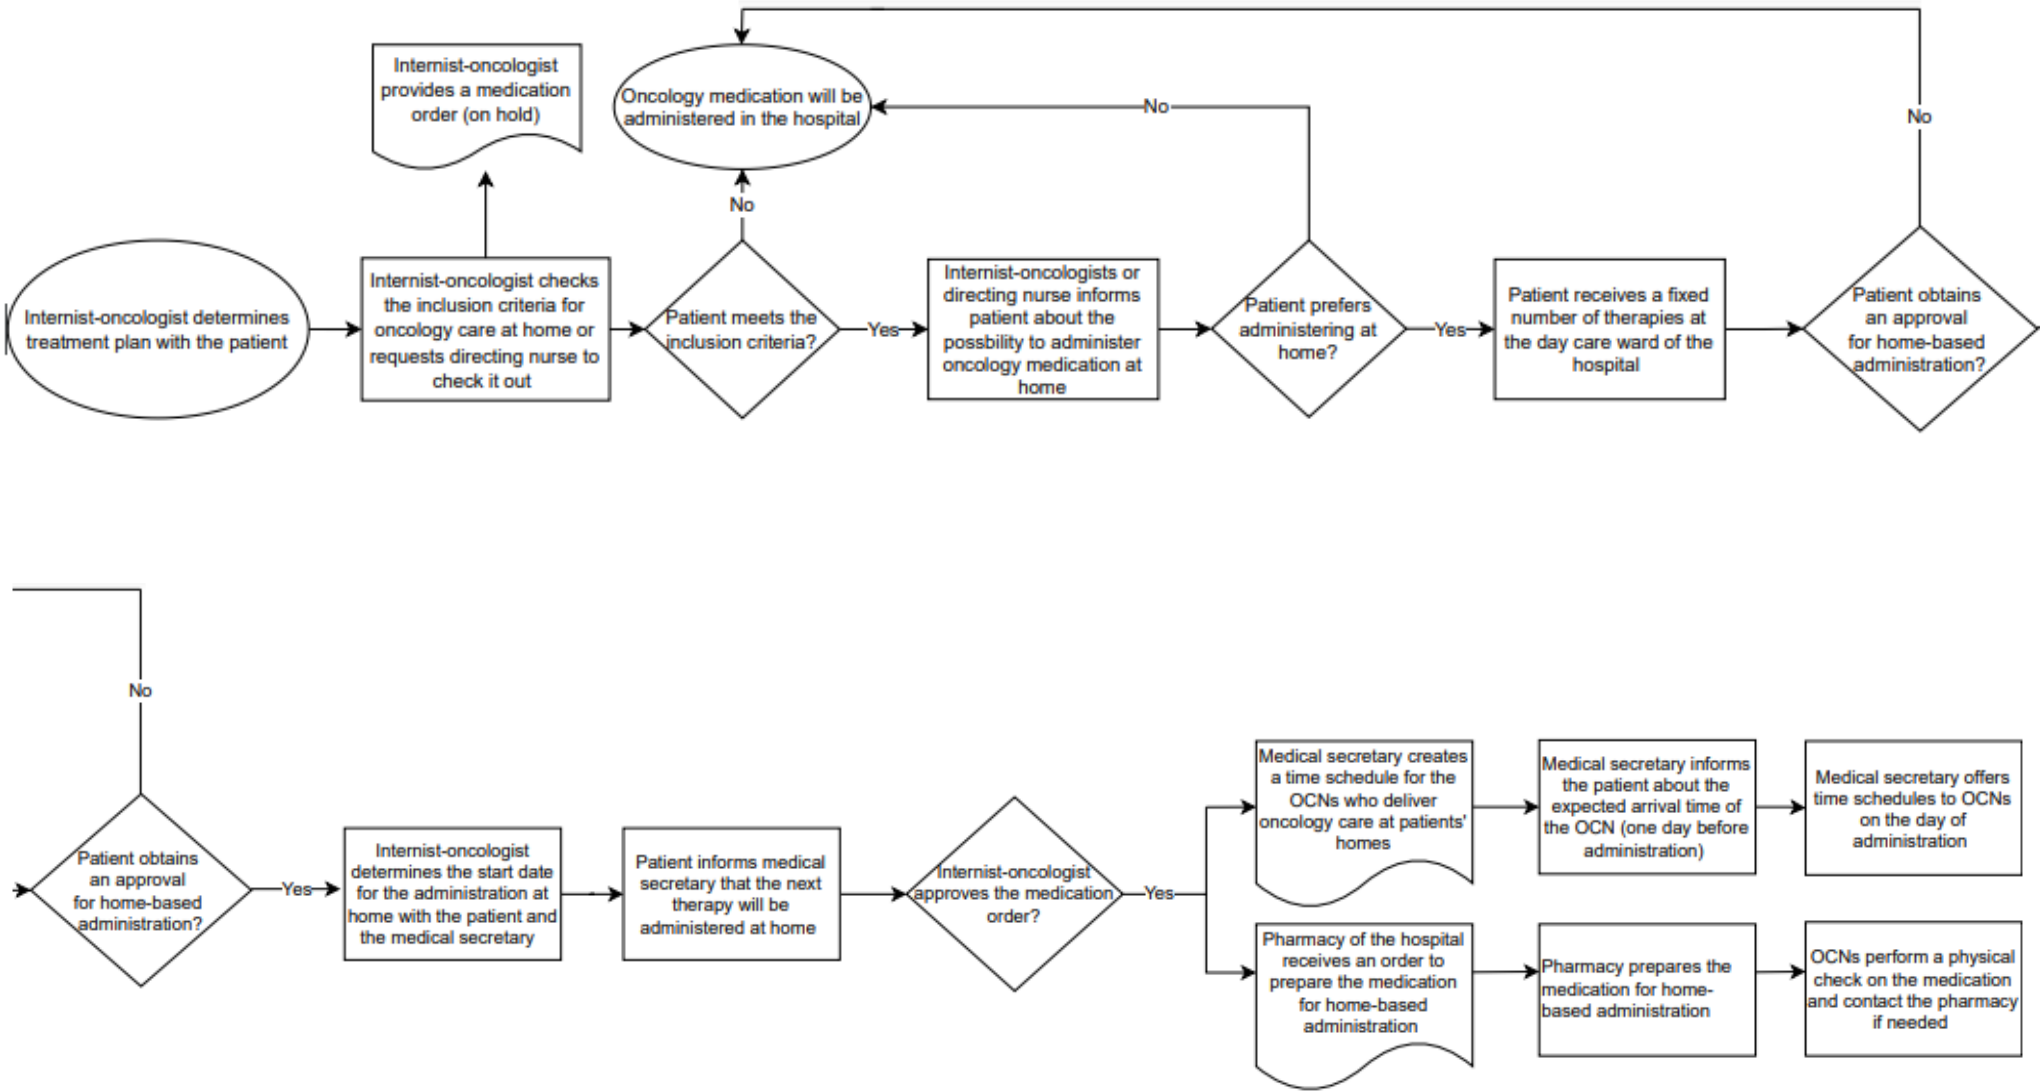 Internist-oncologist
provides a medication
order (on hold)
Oncology medication will be
administered in the hospital
No
No
No
Internist-oncologist determines
treatment plan with the patient
Internist-oncologist checks
the inclusion criteria for
oncology care at home or
requests directing nurse to
check it out
Patient meets the
inclusion criteria?
Yes
Internist-oncologists or
directing nurse informs
patient about the
possbility to administer
oncology medication at
home
Patient prefers
administering at
home?
Yes
Patient receives a fixed
number of therapies at
the day care ward of the
hospital
Patient obtains
an approval
for home-based
administration?
No
Patient obtains
an approval
for home-based
administration?
Yes
Internist-oncologist
determines the start date
for the administration at
home with the patient and
the medical secretary
Patient informs medical
secretary that the next
therapy will be
administered at home
Internist-oncologist
approves the medication
order?
Yes
Medical secretary creates
a time schedule for the
OCNs who deliver
oncology care at patients'
homes
Medical secretary informs
the patient about the
expected arrival time of
the OCN (one day before
administration)
Medical secretary offers
time schedules to OCNs
on the day of
administration
Pharmacy of the hospital
receives an order to
prepare the medication
for home-based
administration
Pharmacy prepares the
medication for home-
based administration
OCNs perform a physical
check on the medication
and contact the pharmacy
if needed